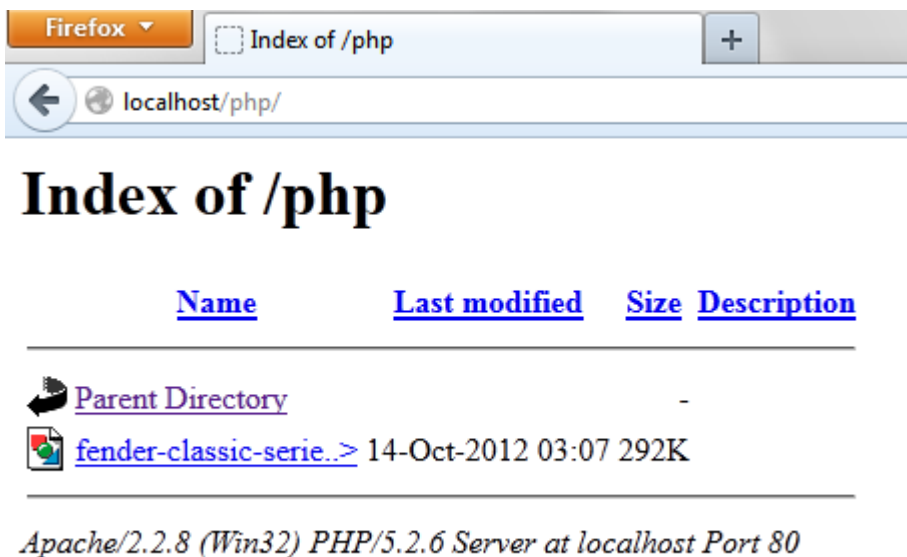 Firefox
Index of /php
+
localhost/php/
Index of /php
Name Last modified Size Description
Parent Directory -
fender-classic-serie..> 14-Oct-2012 03:07 292K
Apache/2.2.8 (Win32) PHP/5.2.6 Server at localhost Port 80